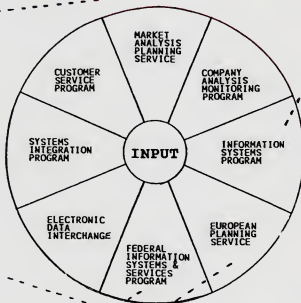 MARKET
ANALYSIS
PLANNING
SERVICE
COMPANY
ANALYSIS
MONITORING
PROGRAM
INFORMATION
SYSTEMS
PROGRAM
EUROPEAN
PLANNING
SERVICE
FEDERAL
INFORMATION
SYSTEMS &
SERVICES
PROGRAM
ELECTRONIC
DATA
INTERCHANGE
SYSTEMS
INTEGRATION
PROGRAM
CUSTOMER
SERVICE
PROGRAM
INPUT